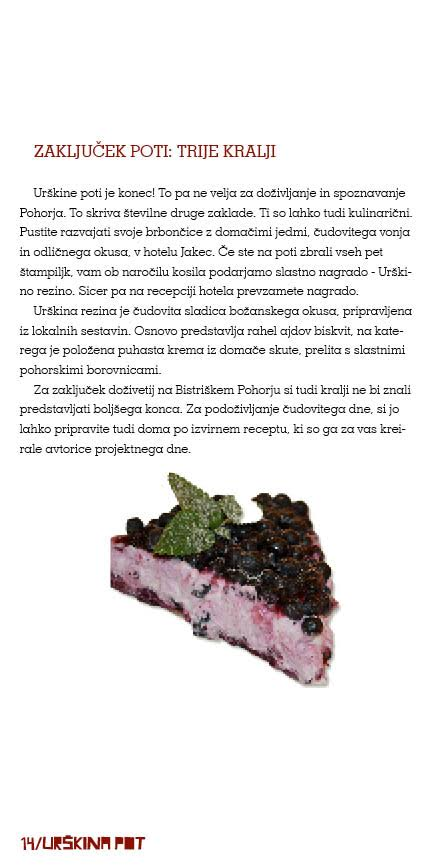 ZAKLJUČEK POTI: TRIJE KRALJI
Urškine poti je konec! To pa ne velja za doživljanje in spoznavanje
Pohorja. To skriva številne druge zaklade. Ti so lahko tudi kulinarični.
Pustite razvajati svoje brbončice z domačimi jedmi, čudovitega vonja
in odličnega okusa, v hotelu Jakec. Če ste na poti zbrali vseh pet
štampiljk, vam ob naročilu kosila podarjamo slastno nagrado - Urški-
no rezino. Sicer pa na recepciji hotela prevzamete nagrado.
Urškina rezina je čudovita sladica božanskega okusa, pripravljena
iz lokalnih sestavin. Osnovo predstavlja rahel ajdov biskvit, na kate-
rega je položena puhasta krema iz domače skute, prelita s slastnimi
pohorskimi borovnicami.
Za zaključek doživetij na Bistriškem Pohorju si tudi kralji ne bi znali
predstavljati boljšega konca. Za podoživljanje čudovitega dne, si jo
lahko pripravite tudi doma po izvirnem receptu, ki so ga za vas krei-
rale avtorice projektnega dne.
14/URŠKINA POT